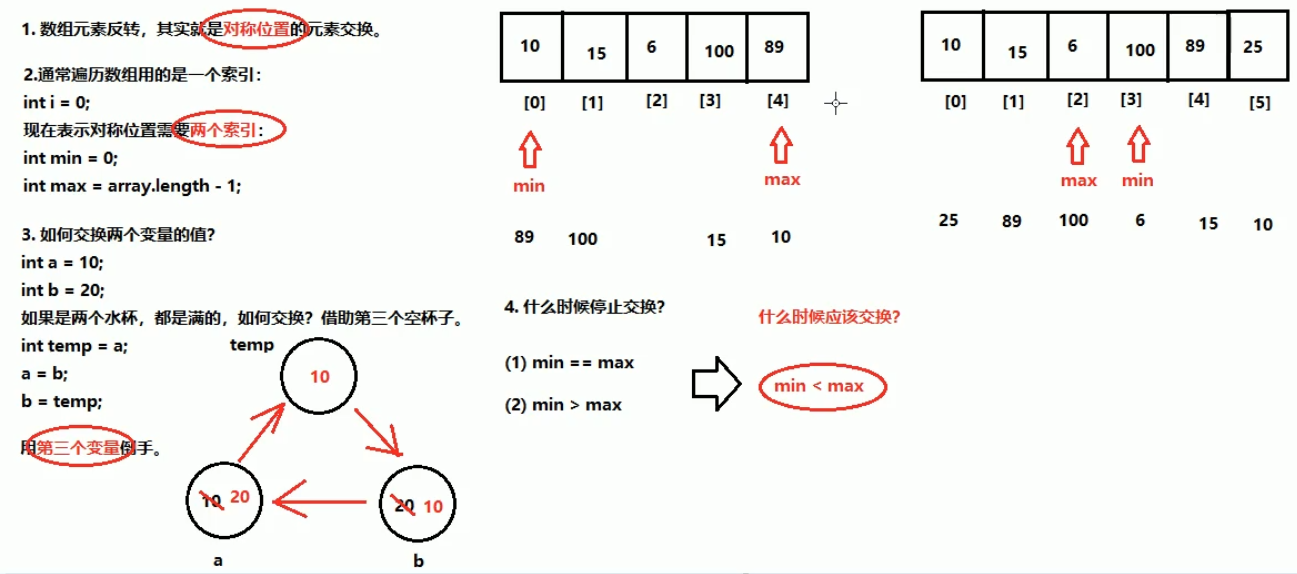 1. 数组元素反转，其实就是对称位置的元素交换。
2.通常遍历数组用的是一个索引：
int i = 0;
现在表示对称位置需要两个索引：
int min = 0;
int max = array.length - 1;
3. 如何交换两个变量的值？
int a = 10;
int b = 20;
如果是两个水杯，都是满的，如何交换？借助第三个空杯子。
int temp = a;
a = b;
b = temp;
用第三个变量倒手。
temp
10
10 20
20 10
a b
10 15 6 100 89
[0] [1] [2] [3] [4]
min max
89 100 15 10
10 15 6 100 89 25
[0] [1] [2] [3] [4] [5]
max min
25 89 100 6 15 10
4. 什么时候停止交换？
(1) min == max
(2) min > max
什么时候应该交换？
min < max